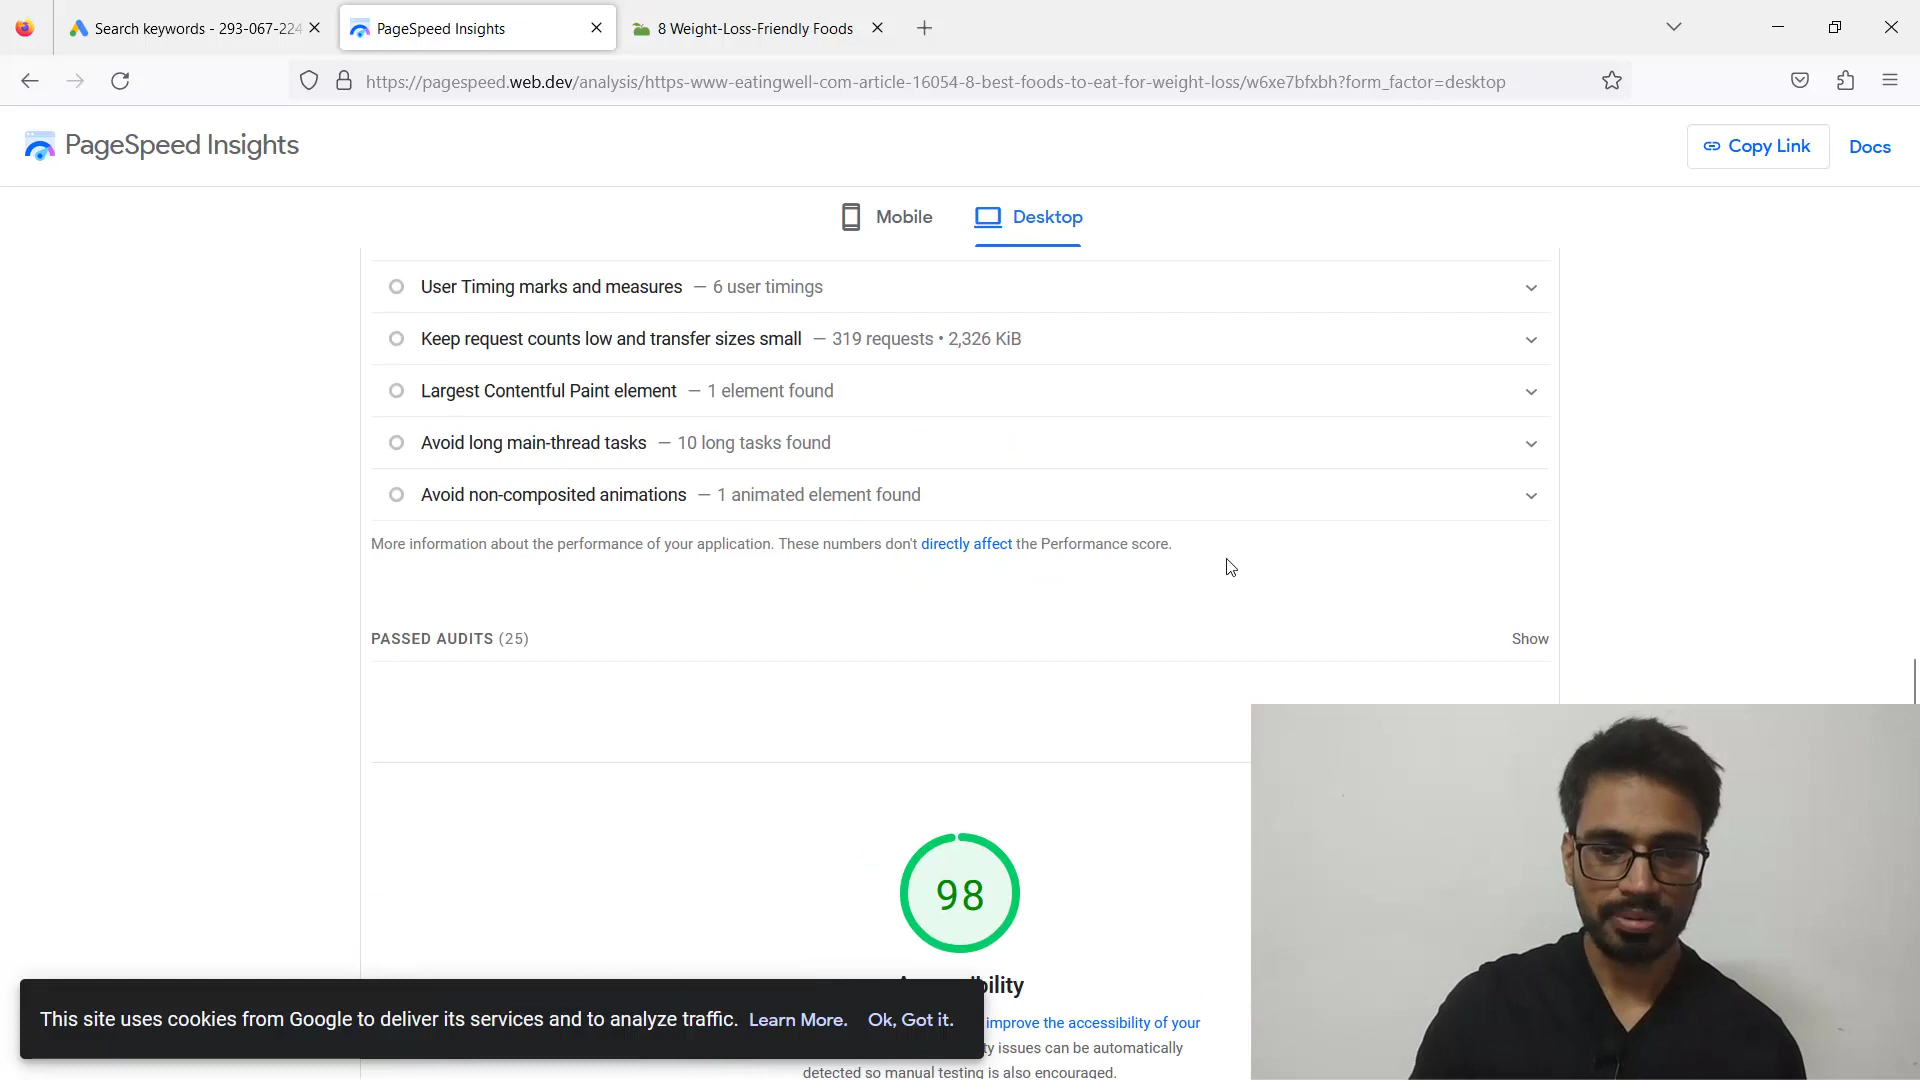 Search keywords - 293-067-224
PageSpeed Insights
8 Weight-Loss-Friendly Foods
https://pagespeed.web.dev/analysis/https-www-eatingwell-com-article-16054-8-best-foods-to-eat-for-weight-loss/w6xe7bfxbh?form_factor=desktop
PageSpeed Insights
Copy Link
Docs
Mobile
Desktop
User Timing marks and measures — 6 user timings
Keep request counts low and transfer sizes small — 319 requests • 2,326 KiB
Largest Contentful Paint element — 1 element found
Avoid long main-thread tasks — 10 long tasks found
Avoid non-composited animations — 1 animated element found
More information about the performance of your application. These numbers don't directly affect the Performance score.
PASSED AUDITS (25)
Show
98
This site uses cookies from Google to deliver its services and to analyze traffic. Learn More. Ok, Got it.
improve the accessibility of your
issues can be automatically
detected so manual testing is also encouraged.